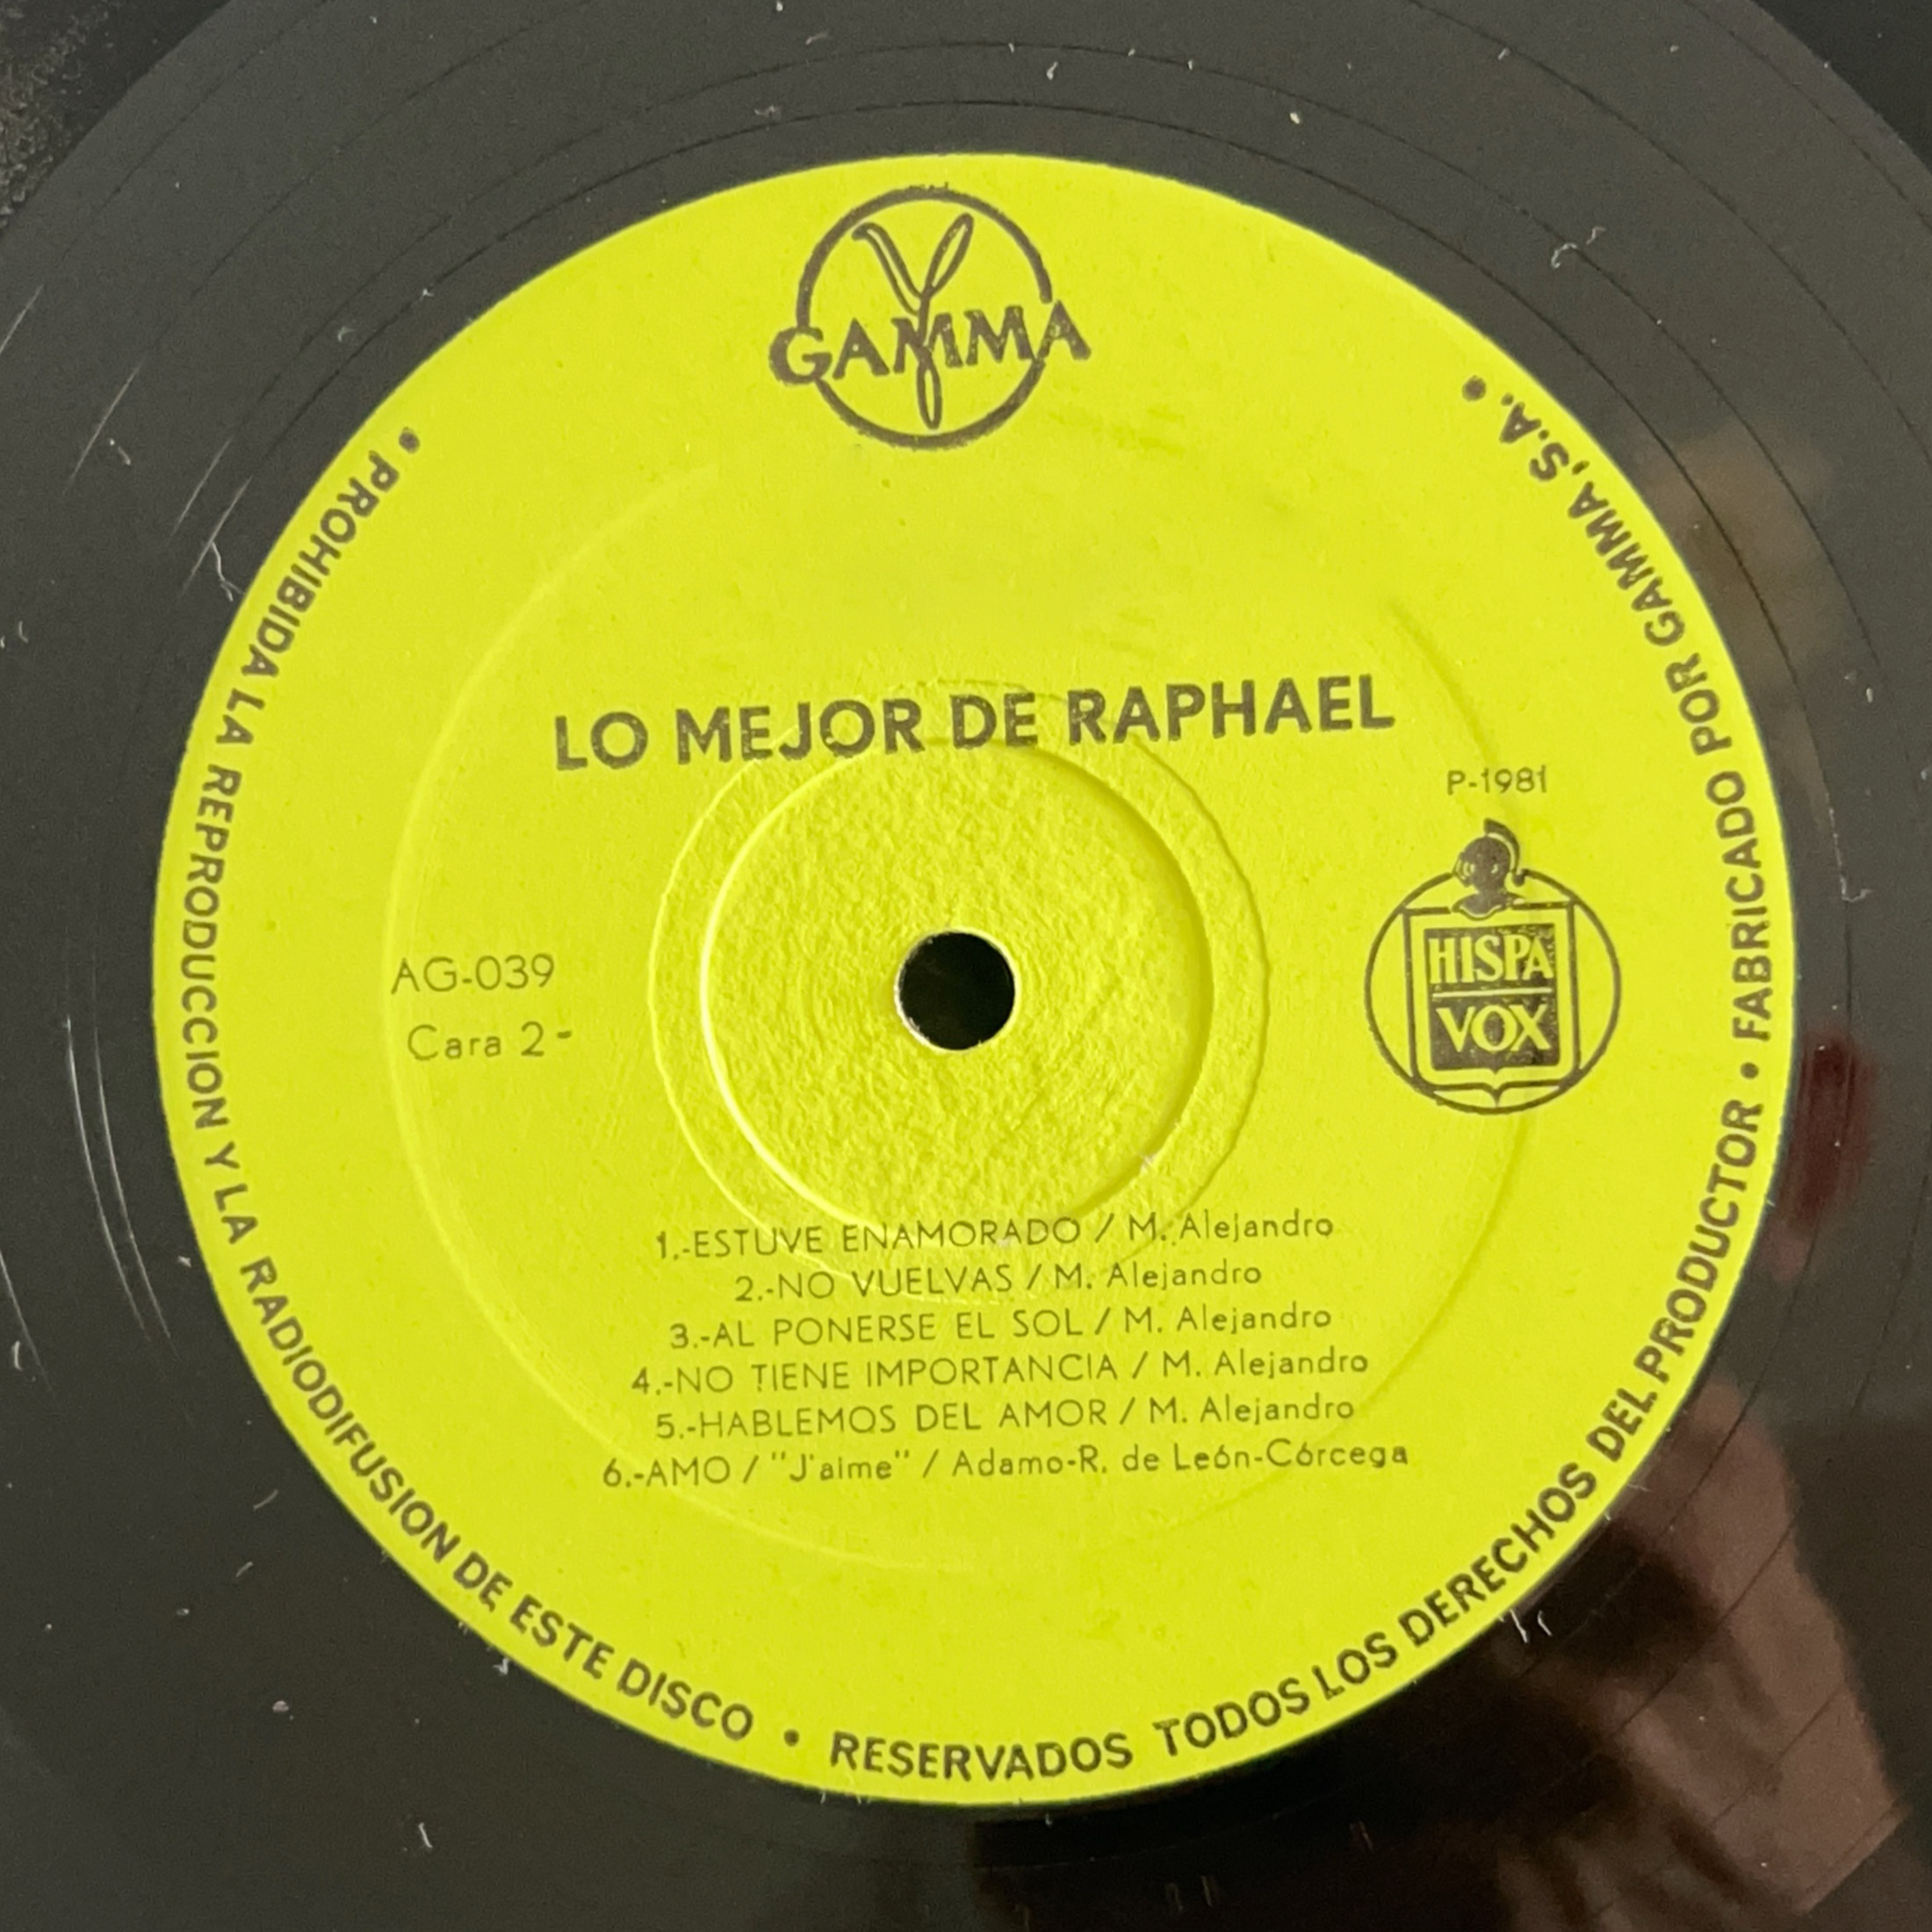 GAMMA
LO MEJOR DE RAPHAEL
P-1981
HISPA
VOX
AG-039
Cara 2-
1.-ESTUVE ENAMORADO / M. Alejandro
2.-NO VUELVAS / M. Alejandro
3.-AL PONERSE EL SOL / M. Alejandro
4.-NO TIENE IMPORTANCIA / M. Alejandro
5.-HABLEMOS DEL AMOR / M. Alejandro
6.-AMO / "J'aime" / Adamo-R. de León-Córcega
• PROHIBIDA LA REPRODUCCION Y LA RADIODIFUSION DE ESTE DISCO • RESERVADOS TODOS LOS DERECHOS DEL PRODUCTOR • FABRICADO POR GAMMA, S.A. •